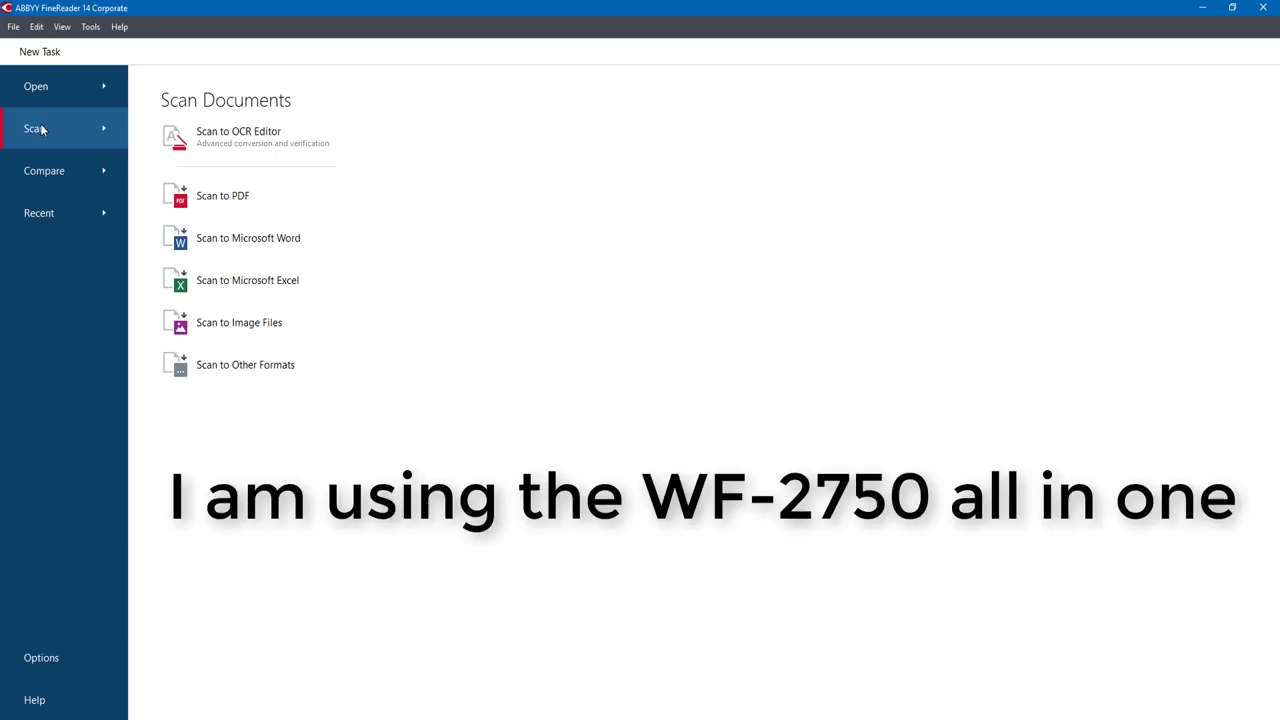 ABBYY FineReader 14 Corporate
File Edit View Tools Help
New Task
Open
Scan
Compare
Recent
Options
Help
Scan Documents
Scan to OCR Editor
Advanced conversion and verification
Scan to PDF
Scan to Microsoft Word
Scan to Microsoft Excel
Scan to Image Files
Scan to Other Formats
I am using the WF-2750 all in one